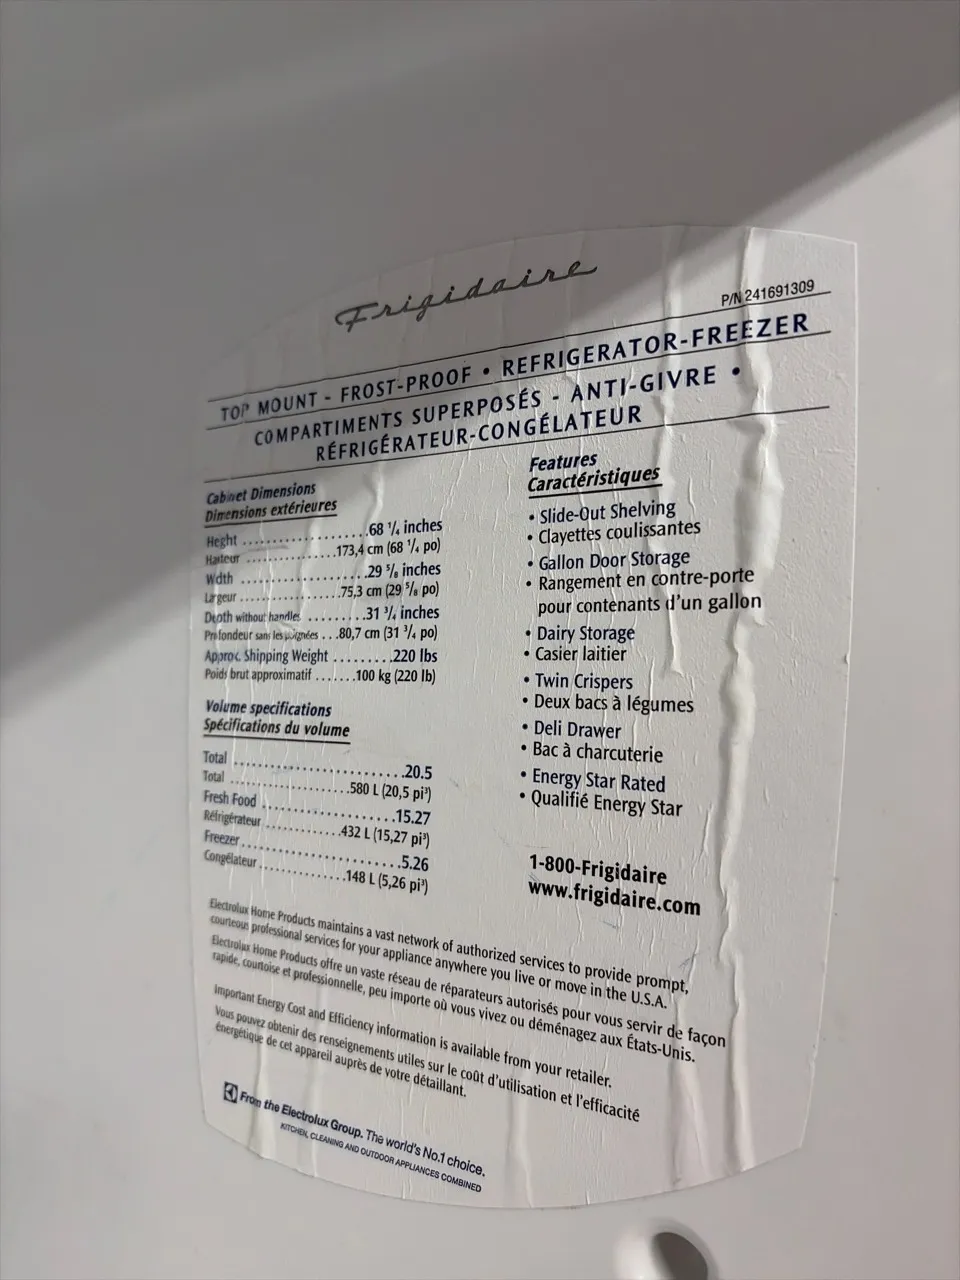 Frigidaire
P/N 241691309
TOP MOUNT - FROST-PROOF • REFRIGERATOR-FREEZER
COMPARTIMENTS SUPERPOSÉS - ANTI-GIVRE •
RÉFRIGÉRATEUR-CONGÉLATEUR
Cabinet Dimensions
Dimensions extérieures
Height ....................68 1/4 inches
Hauteur ..............173,4 cm (68 1/4 po)
Width ....................29 5/8 inches
Largeur ................75,3 cm (29 5/8 po)
Depth without handles .........31 3/4 inches
Profondeur sans les poignées ...80,7 cm (31 3/4 po)
Approx. Shipping Weight .........220 lbs
Poids brut approximatif .......100 kg (220 lb)
Volume specifications
Spécifications du volume
Total ...........................20.5
Total ...................580 L (20,5 pi³)
Fresh Food .....................15.27
Réfrigérateur ............432 L (15,27 pi³)
Freezer .........................5.26
Congélateur ..............148 L (5,26 pi³)
Features
Caractéristiques
• Slide-Out Shelving
• Clayettes coulissantes
• Gallon Door Storage
• Rangement en contre-porte
pour contenants d'un gallon
• Dairy Storage
• Casier laitier
• Twin Crispers
• Deux bacs à légumes
• Deli Drawer
• Bac à charcuterie
• Energy Star Rated
• Qualifié Energy Star
1-800-Frigidaire
www.frigidaire.com
Electrolux Home Products maintains a vast network of authorized services to provide prompt,
courteous professional services for your appliance anywhere you live or move in the U.S.A.
Electrolux Home Products offre un vaste réseau de réparateurs autorisés pour vous servir de façon
rapide, courtoise et professionnelle, peu importe où vous vivez ou déménagez aux États-Unis.
Important Energy Cost and Efficiency information is available from your retailer.
Vous pouvez obtenir des renseignements utiles sur le coût d'utilisation et l'efficacité
énergétique de cet appareil auprès de votre détaillant.
From the Electrolux Group. The world's No.1 choice.
KITCHEN, CLEANING AND OUTDOOR APPLIANCES COMBINED